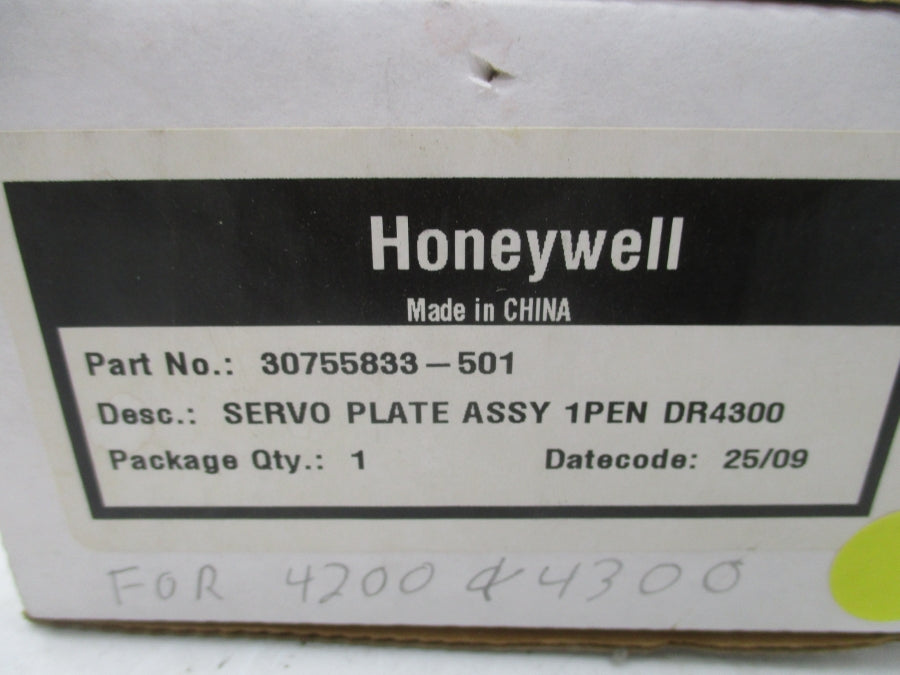 Honeywell
Made in CHINA
Part No.: 30755833-501
Desc.: SERVO PLATE ASSY 1PEN DR4300
Package Qty.: 1 Datecode: 25/09
FOR 4200 & 4300